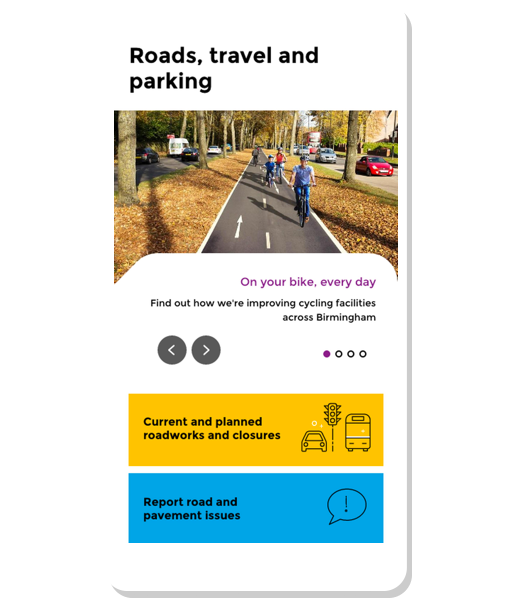 Roads, travel and
parking
On your bike, every day
Find out how we're improving cycling facilities
across Birmingham
Current and planned
roadworks and closures
Report road and
pavement issues